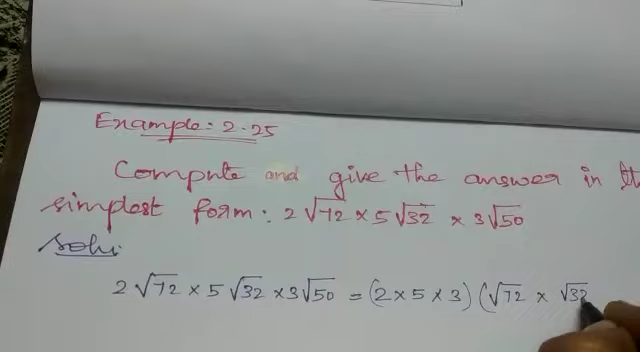 Example: 2.25
Compute and give the answer in
simplest form: 2√72 × 5√32 × 3√50
Soln:
2√72 × 5√32 × 3√50 = (2 × 5 × 3) (√72 × √32